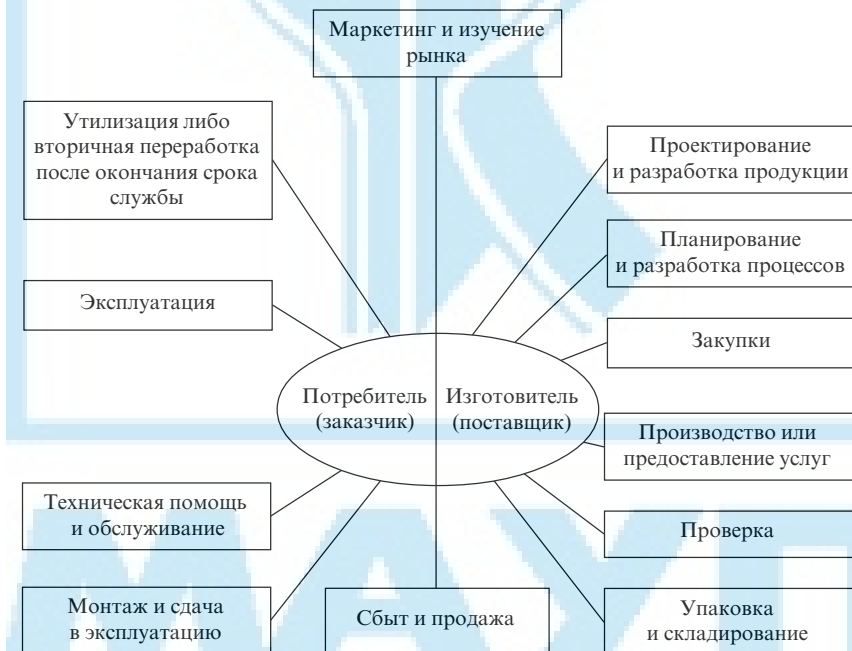 Маркетинг и изучение
рынка
Утилизация либо
вторичная переработка
после окончания срока
службы
Проектирование
и разработка продукции
Планирование
и разработка процессов
Эксплуатация
Закупки
Потребитель
(заказчик)
Изготовитель
(поставщик)
Производство или
предоставление услуг
Техническая помощь
и обслуживание
Проверка
Монтаж и сдача
в эксплуатацию
Сбыт и продажа
Упаковка
и складирование
МАУП